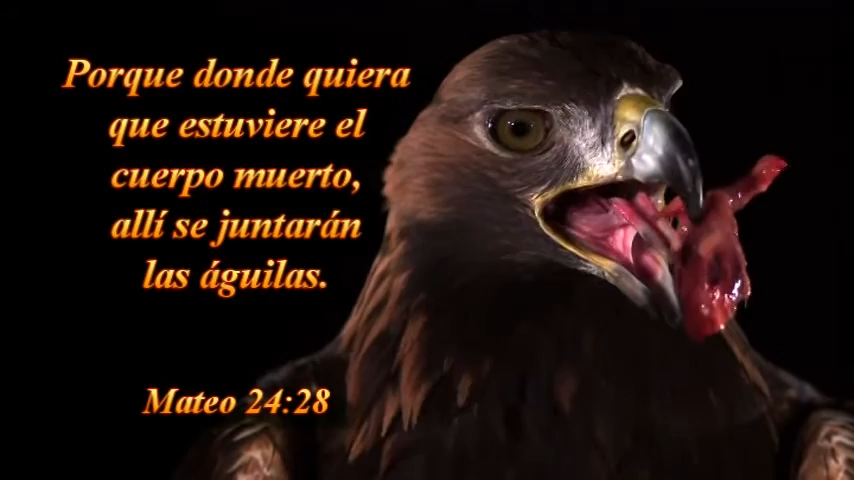 Porque donde quiera
que estuviere el
cuerpo muerto,
allí se juntarán
las águilas.
Mateo 24:28